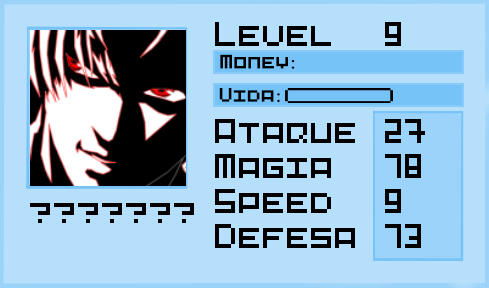 Level 9
Money:
Vida:
Ataque 27
Magia 78
Speed 9
Defesa 73
???????